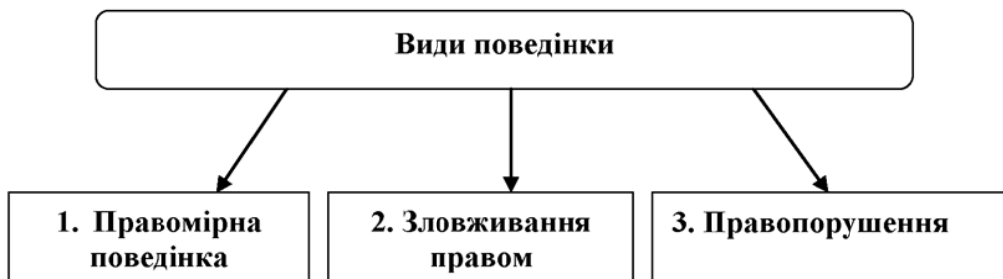 Види поведінки
1. Правомірна
поведінка
2. Зловживання
правом
3. Правопорушення